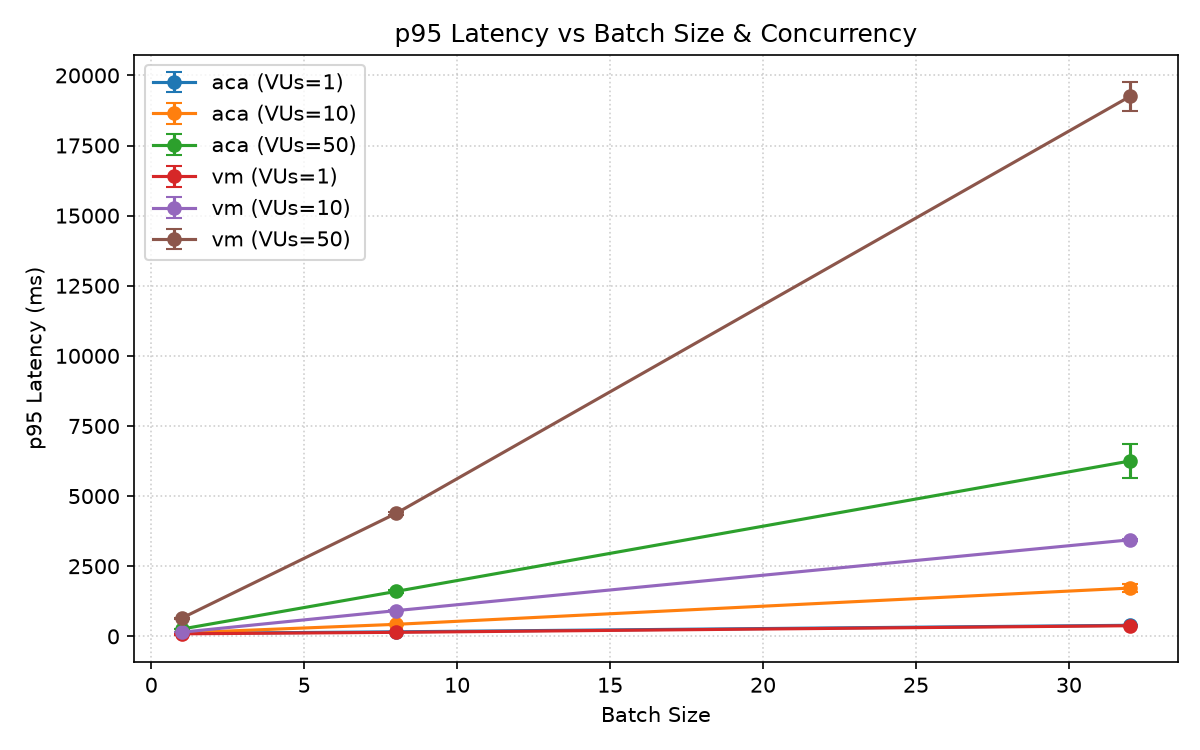 p95 Latency vs Batch Size & Concurrency
aca (VUs=1)
aca (VUs=10)
aca (VUs=50)
vm (VUs=1)
vm (VUs=10)
vm (VUs=50)
p95 Latency (ms)
20000
17500
15000
12500
10000
7500
5000
2500
0
0 5 10 15 20 25 30
Batch Size